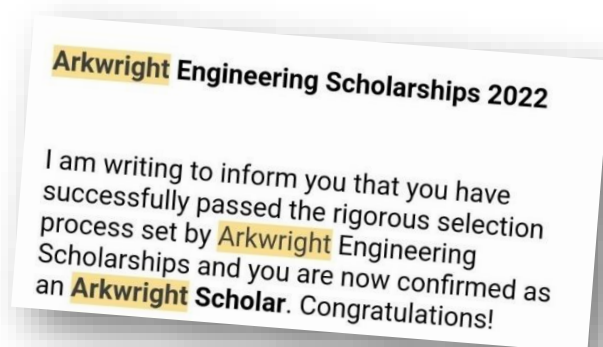 Arkwright Engineering Scholarships 2022
I am writing to inform you that you have
successfully passed the rigorous selection
process set by Arkwright Engineering
Scholarships and you are now confirmed as
an Arkwright Scholar. Congratulations!